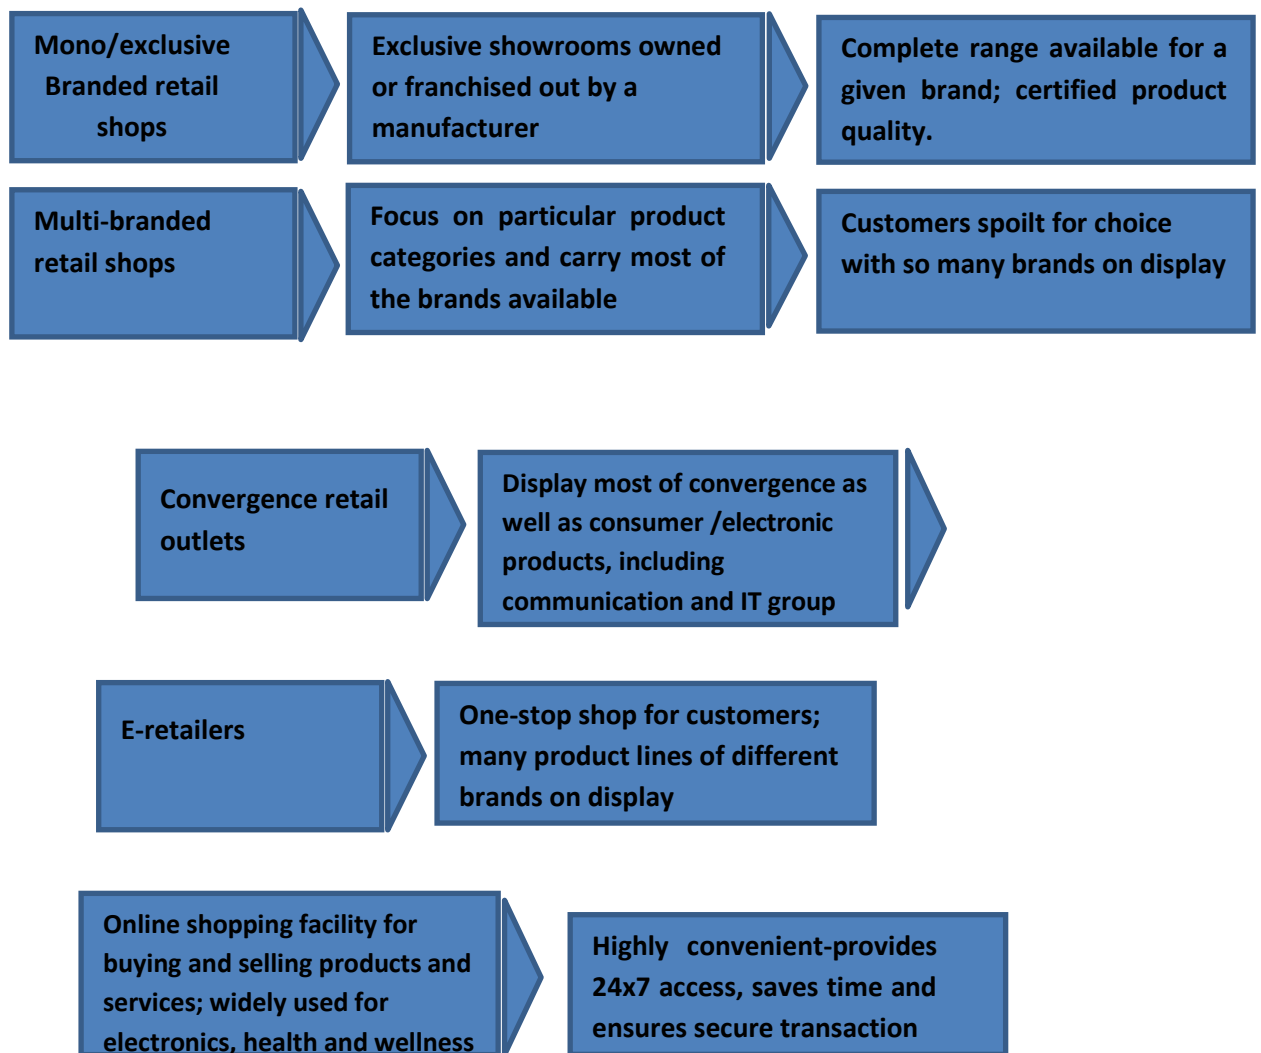 Mono/exclusive
Branded retail
shops
Exclusive showrooms owned
or franchised out by a
manufacturer
Complete range available for a
given brand; certified product
quality.
Multi-branded
retail shops
Focus on particular product
categories and carry most of
the brands available
Customers spoilt for choice
with so many brands on display
Convergence retail
outlets
Display most of convergence as
well as consumer /electronic
products, including
communication and IT group
E-retailers
One-stop shop for customers;
many product lines of different
brands on display
Online shopping facility for
buying and selling products and
services; widely used for
electronics, health and wellness
Highly convenient-provides
24x7 access, saves time and
ensures secure transaction